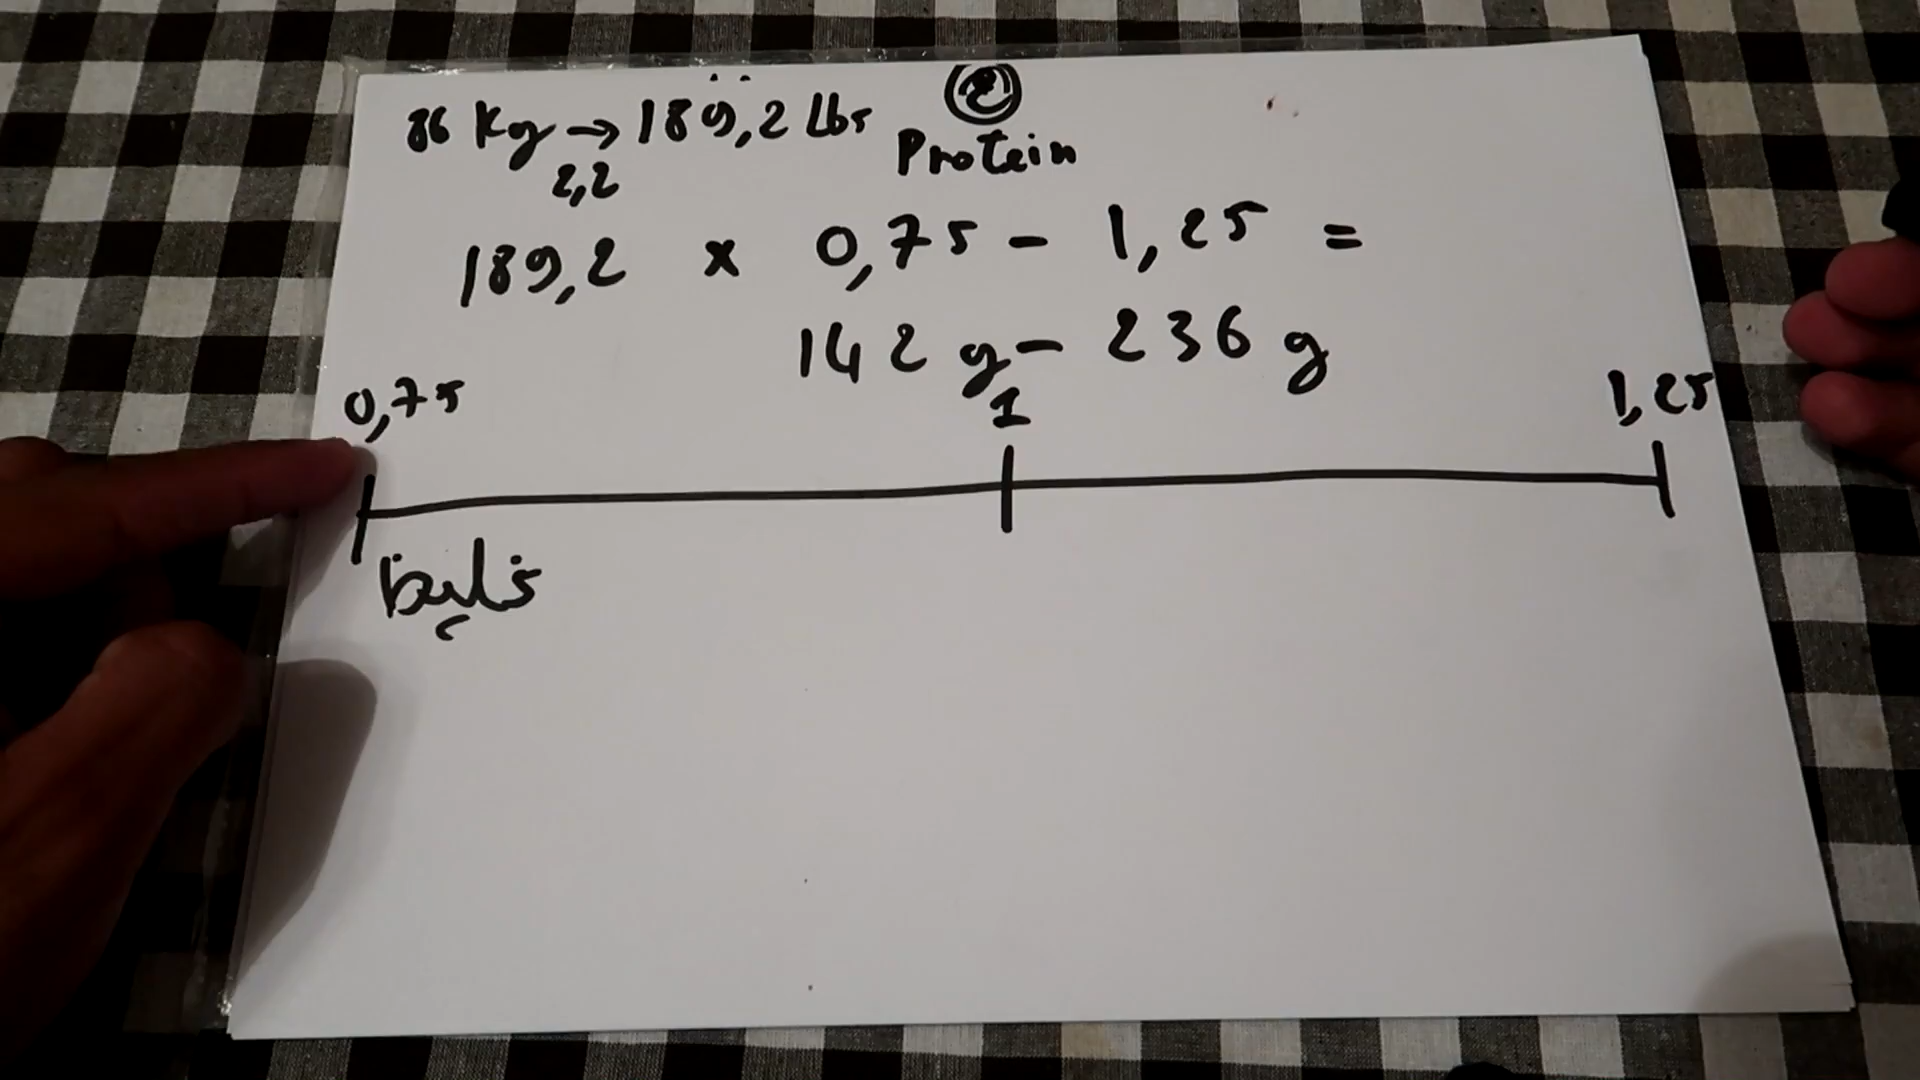 2
86 Kg → 189,2 Lbs
2,2
Protein
189,2 x 0,75 - 1,25 =
142 g - 236 g
0,75 1 1,25